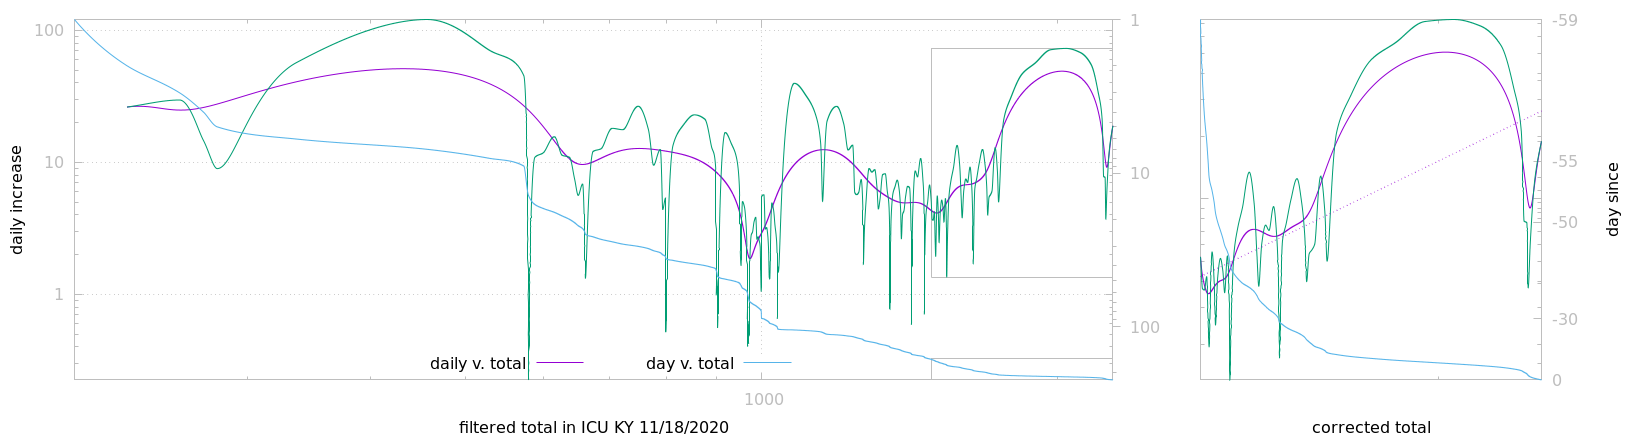 100
10
1
daily increase
daily v. total
day v. total
1000
filtered total in ICU KY 11/18/2020
1
10
100
-59
-55
-50
-30
0
day since
corrected total